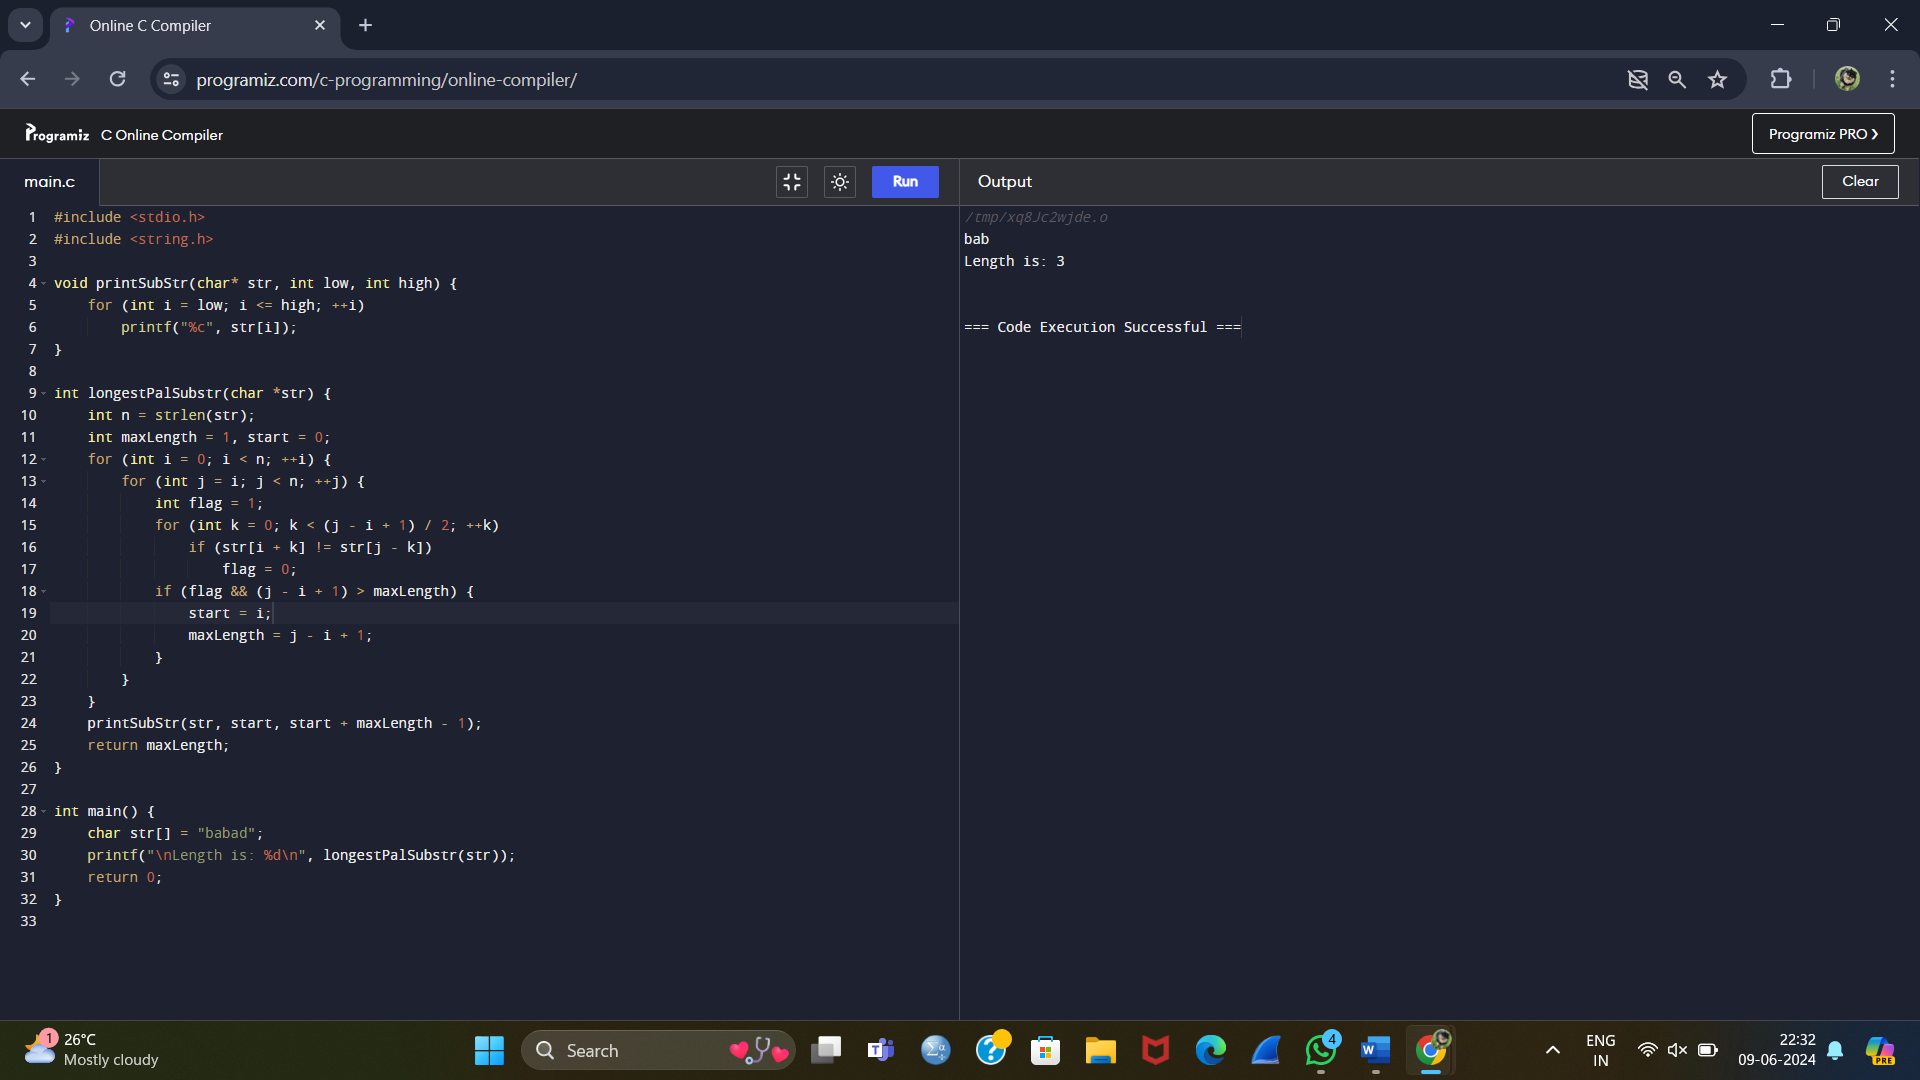 Online C Compiler
programiz.com/c-programming/online-compiler/
Programiz C Online Compiler
Programiz PRO ›
main.c
Run
Output
Clear
1 #include <stdio.h>
2 #include <string.h>
3
4 void printSubStr(char* str, int low, int high) {
5     for (int i = low; i <= high; ++i)
6         printf("%c", str[i]);
7 }
8
9 int longestPalSubstr(char *str) {
10     int n = strlen(str);
11     int maxLength = 1, start = 0;
12     for (int i = 0; i < n; ++i) {
13         for (int j = i; j < n; ++j) {
14             int flag = 1;
15             for (int k = 0; k < (j - i + 1) / 2; ++k)
16                 if (str[i + k] != str[j - k])
17                     flag = 0;
18             if (flag && (j - i + 1) > maxLength) {
19                 start = i;
20                 maxLength = j - i + 1;
21             }
22         }
23     }
24     printSubStr(str, start, start + maxLength - 1);
25     return maxLength;
26 }
27
28 int main() {
29     char str[] = "babad";
30     printf("\nLength is: %d\n", longestPalSubstr(str));
31     return 0;
32 }
33
/tmp/xq8Jc2wjde.o
bab
Length is: 3
=== Code Execution Successful ===
1
26°C
Mostly cloudy
Search
4
ENG
IN
22:32
09-06-2024
PRE